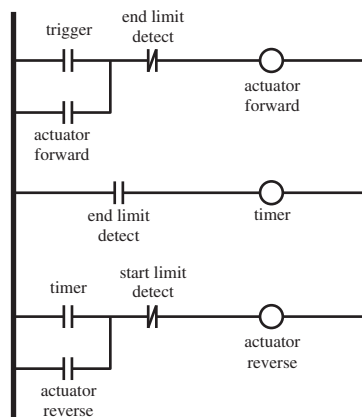 trigger
end limit
detect
actuator
forward
actuator
forward
end limit
detect
timer
timer
start limit
detect
actuator
reverse
actuator
reverse